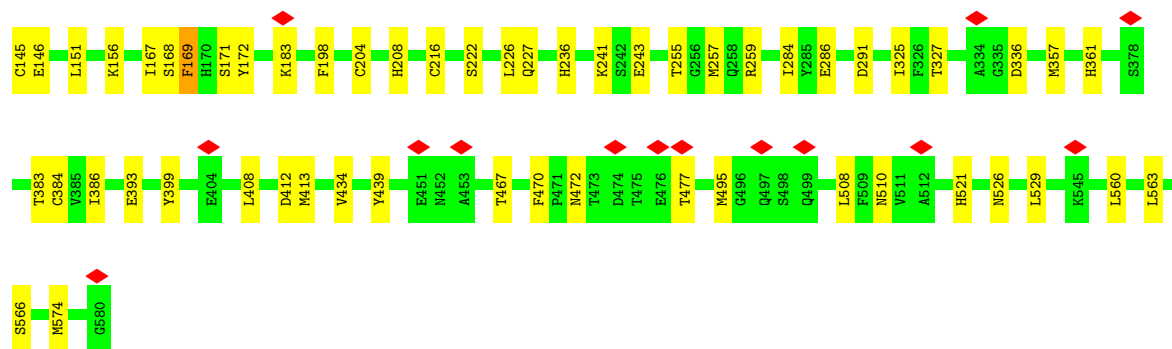 C145 E146 L151 K156 I167 S168 F169 H170 S171 Y172 K183 F198 C204 H208 C216 S222 L226 Q227 H236 K241 S242 E243 T255 G256 M257 Q258 R259 I284 Y285 E286 D291 I325 F326 T327 A334 G335 D336 M357 H361 S378
T383 C384 V385 I386 E393 Y399 E404 L408 D412 M413 V434 Y439 E451 N452 A453 T467 F470 P471 N472 T473 D474 T475 E476 T477 M495 G496 Q497 S498 Q499 L508 F509 N510 V511 A512 H521 N526 L529 K545 L560 L563
S566 M574 G580